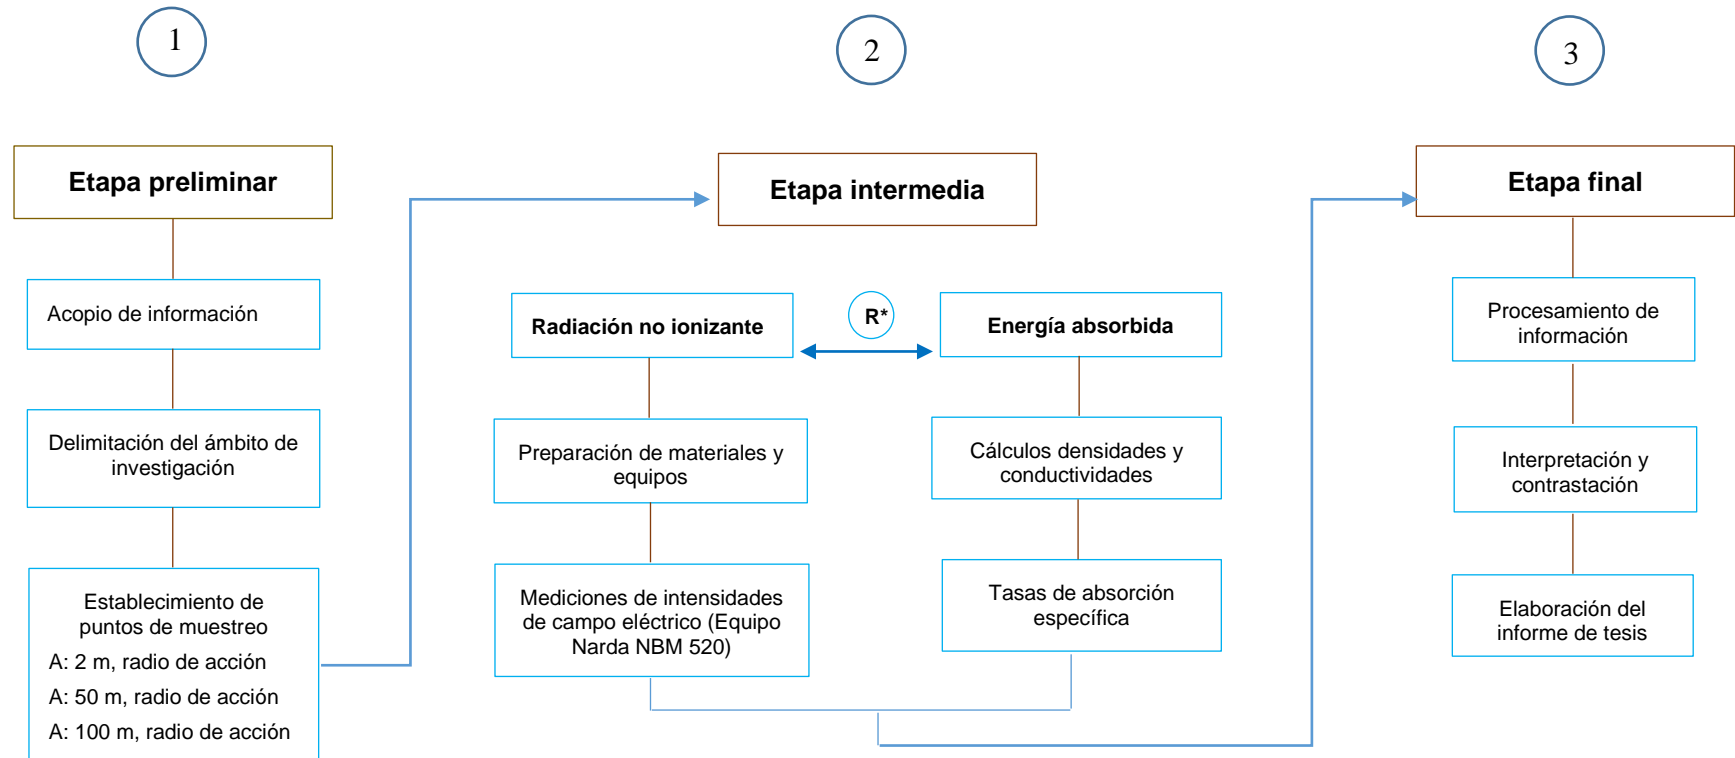 1
2
3
Etapa preliminar
Acopio de información
Delimitación del ámbito de
investigación
Establecimiento de
puntos de muestreo
A: 2 m, radio de acción
A: 50 m, radio de acción
A: 100 m, radio de acción
Etapa intermedia
Radiación no ionizante
R*
Energía absorbida
Preparación de materiales y
equipos
Mediciones de intensidades
de campo eléctrico (Equipo
Narda NBM 520)
Cálculos densidades y
conductividades
Tasas de absorción
específica
Etapa final
Procesamiento de
información
Interpretación y
contrastación
Elaboración del
informe de tesis